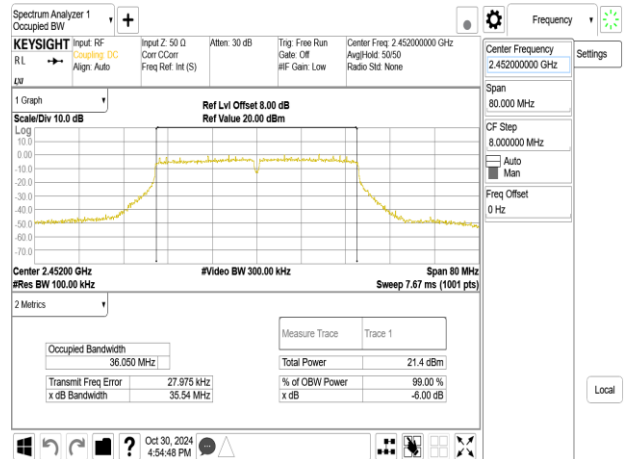 Spectrum Analyzer 1
Occupied BW
+
Frequency
KEYSIGHT
Input: RF
Coupling: DC
Align: Auto
Input Z: 50 Ω
Corr CCorr
Freq Ref: Int (S)
Atten: 30 dB
Trig: Free Run
Gate: Off
#IF Gain: Low
Center Freq: 2.452000000 GHz
Avg|Hold: 50/50
Radio Std: None
RL
LXI
Center Frequency
2.452000000 GHz
Settings
Span
80.000 MHz
CF Step
8.000000 MHz
Auto
Man
Freq Offset
0 Hz
1 Graph
Ref Lvl Offset 8.00 dB
Scale/Div 10.0 dB
Ref Value 20.00 dBm
Log
10.0
0.00
-10.0
-20.0
-30.0
-40.0
-50.0
-60.0
-70.0
Center 2.45200 GHz
#Video BW 300.00 kHz
Span 80 MHz
#Res BW 100.00 kHz
Sweep 7.67 ms (1001 pts)
2 Metrics
Measure Trace
Trace 1
Occupied Bandwidth
36.050 MHz
Total Power
21.4 dBm
Transmit Freq Error
27.975 kHz
% of OBW Power
99.00 %
x dB Bandwidth
35.54 MHz
x dB
-6.00 dB
Local
?
Oct 30, 2024
4:54:48 PM